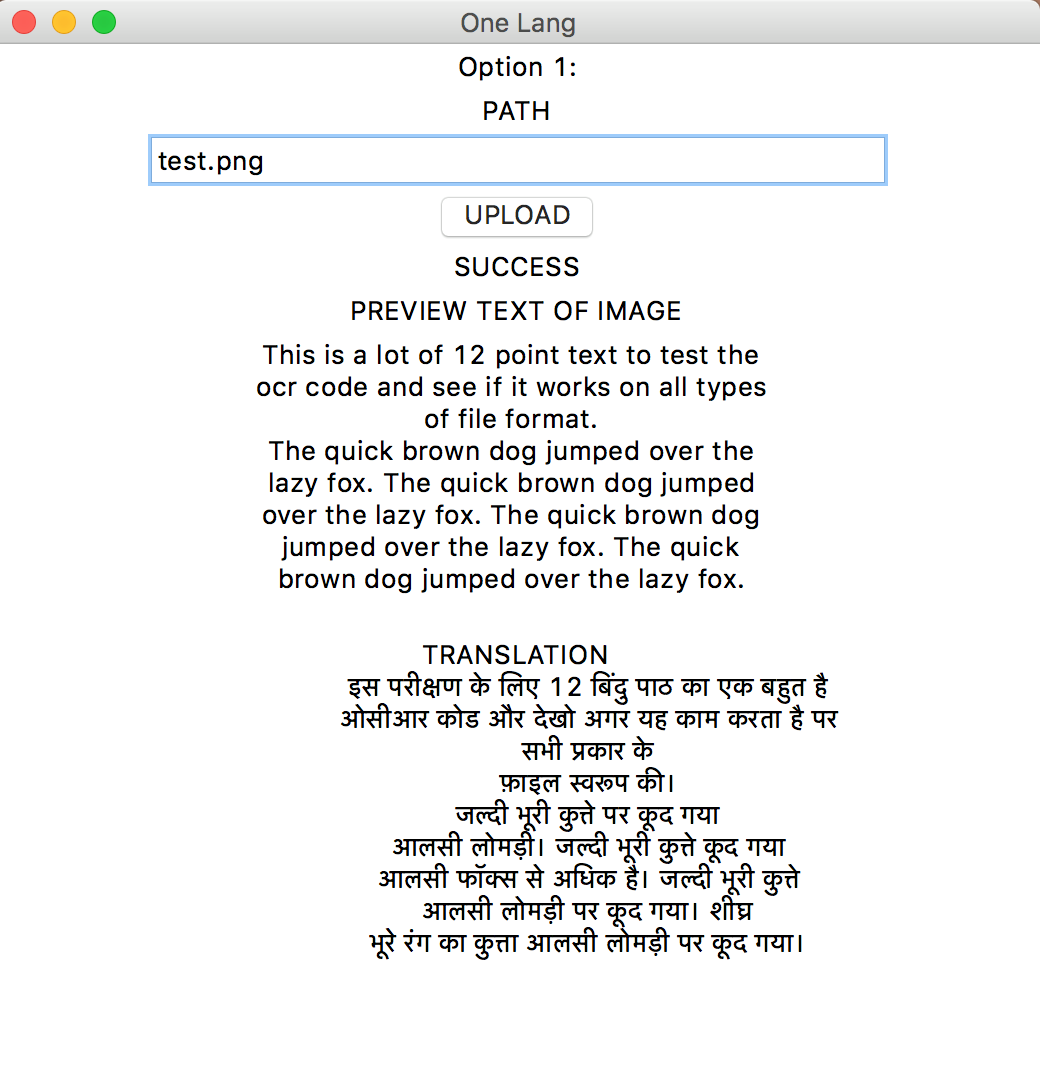 One Lang
Option 1:
PATH
test.png
UPLOAD
SUCCESS
PREVIEW TEXT OF IMAGE
This is a lot of 12 point text to test the
ocr code and see if it works on all types
of file format.
The quick brown dog jumped over the
lazy fox. The quick brown dog jumped
over the lazy fox. The quick brown dog
jumped over the lazy fox. The quick
brown dog jumped over the lazy fox.
TRANSLATION
इस परीक्षण के लिए 12 बिंदु पाठ का एक बहुत है
ओसीआर कोड और देखो अगर यह काम करता है पर
सभी प्रकार के
फ़ाइल स्वरूप की।
जल्दी भूरी कुत्ते पर कूद गया
आलसी लोमड़ी। जल्दी भूरी कुत्ते कूद गया
आलसी फॉक्स से अधिक है। जल्दी भूरी कुत्ते
आलसी लोमड़ी पर कूद गया। शीघ्र
भूरे रंग का कुत्ता आलसी लोमड़ी पर कूद गया।